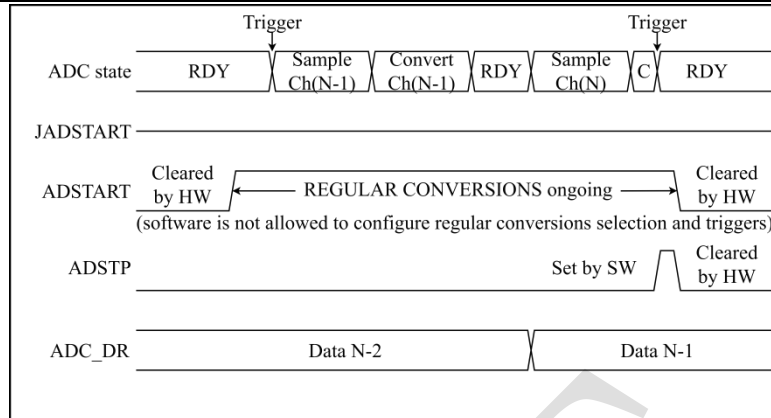 Trigger Trigger
ADC state RDY Sample Ch(N-1) Convert Ch(N-1) RDY Sample Ch(N) C RDY
JADSTART
ADSTART Cleared by HW REGULAR CONVERSIONS ongoing Cleared by HW
(software is not allowed to configure regular conversions selection and triggers)
ADSTP Set by SW Cleared by HW
ADC_DR Data N-2 Data N-1